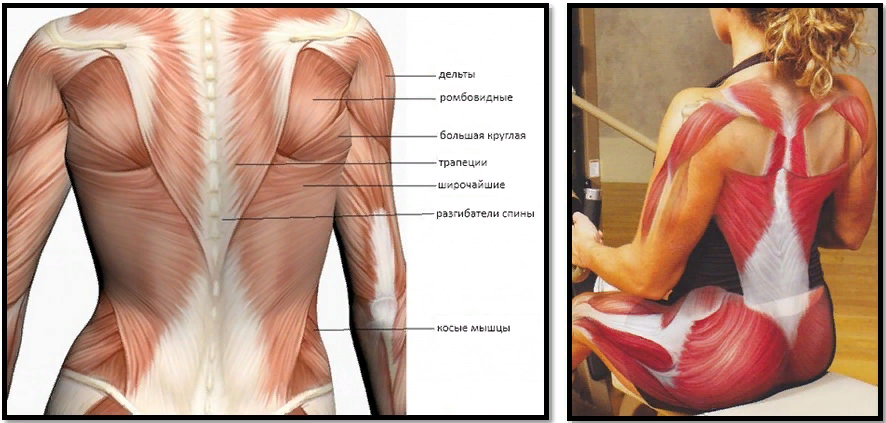 дельты
ромбовидные
большая круглая
трапеции
широчайшие
разгибатели спины
косые мышцы